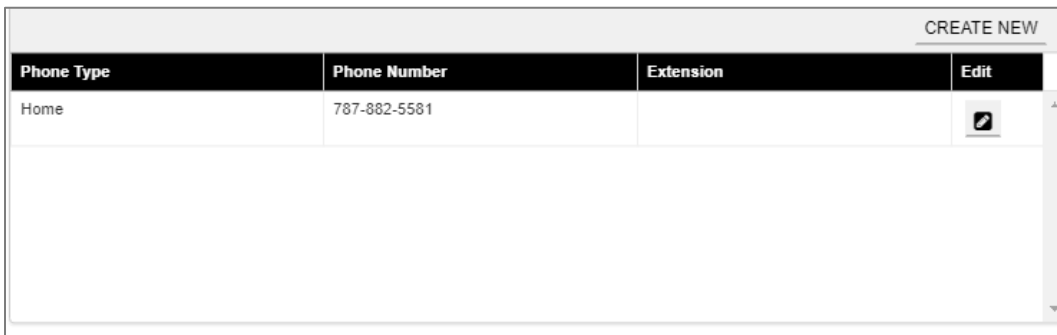 CREATE NEW
Phone Type Phone Number Extension Edit
Home 787-882-5581